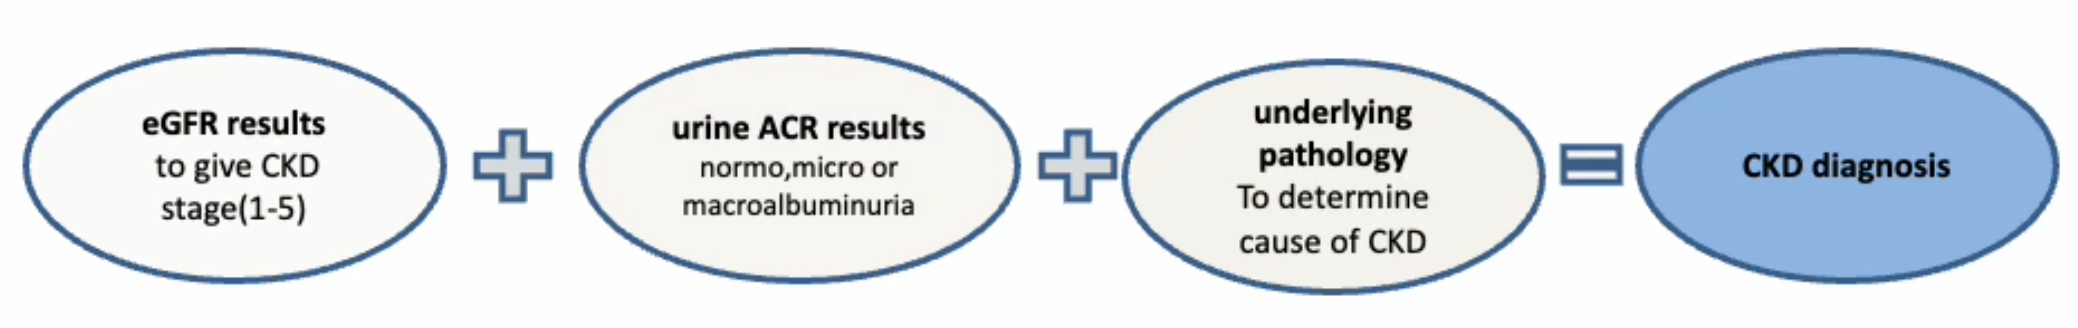 eGFR results
to give CKD
stage(1-5)
urine ACR results
normo,micro or
macroalbuminuria
underlying
pathology
To determine
cause of CKD
CKD diagnosis